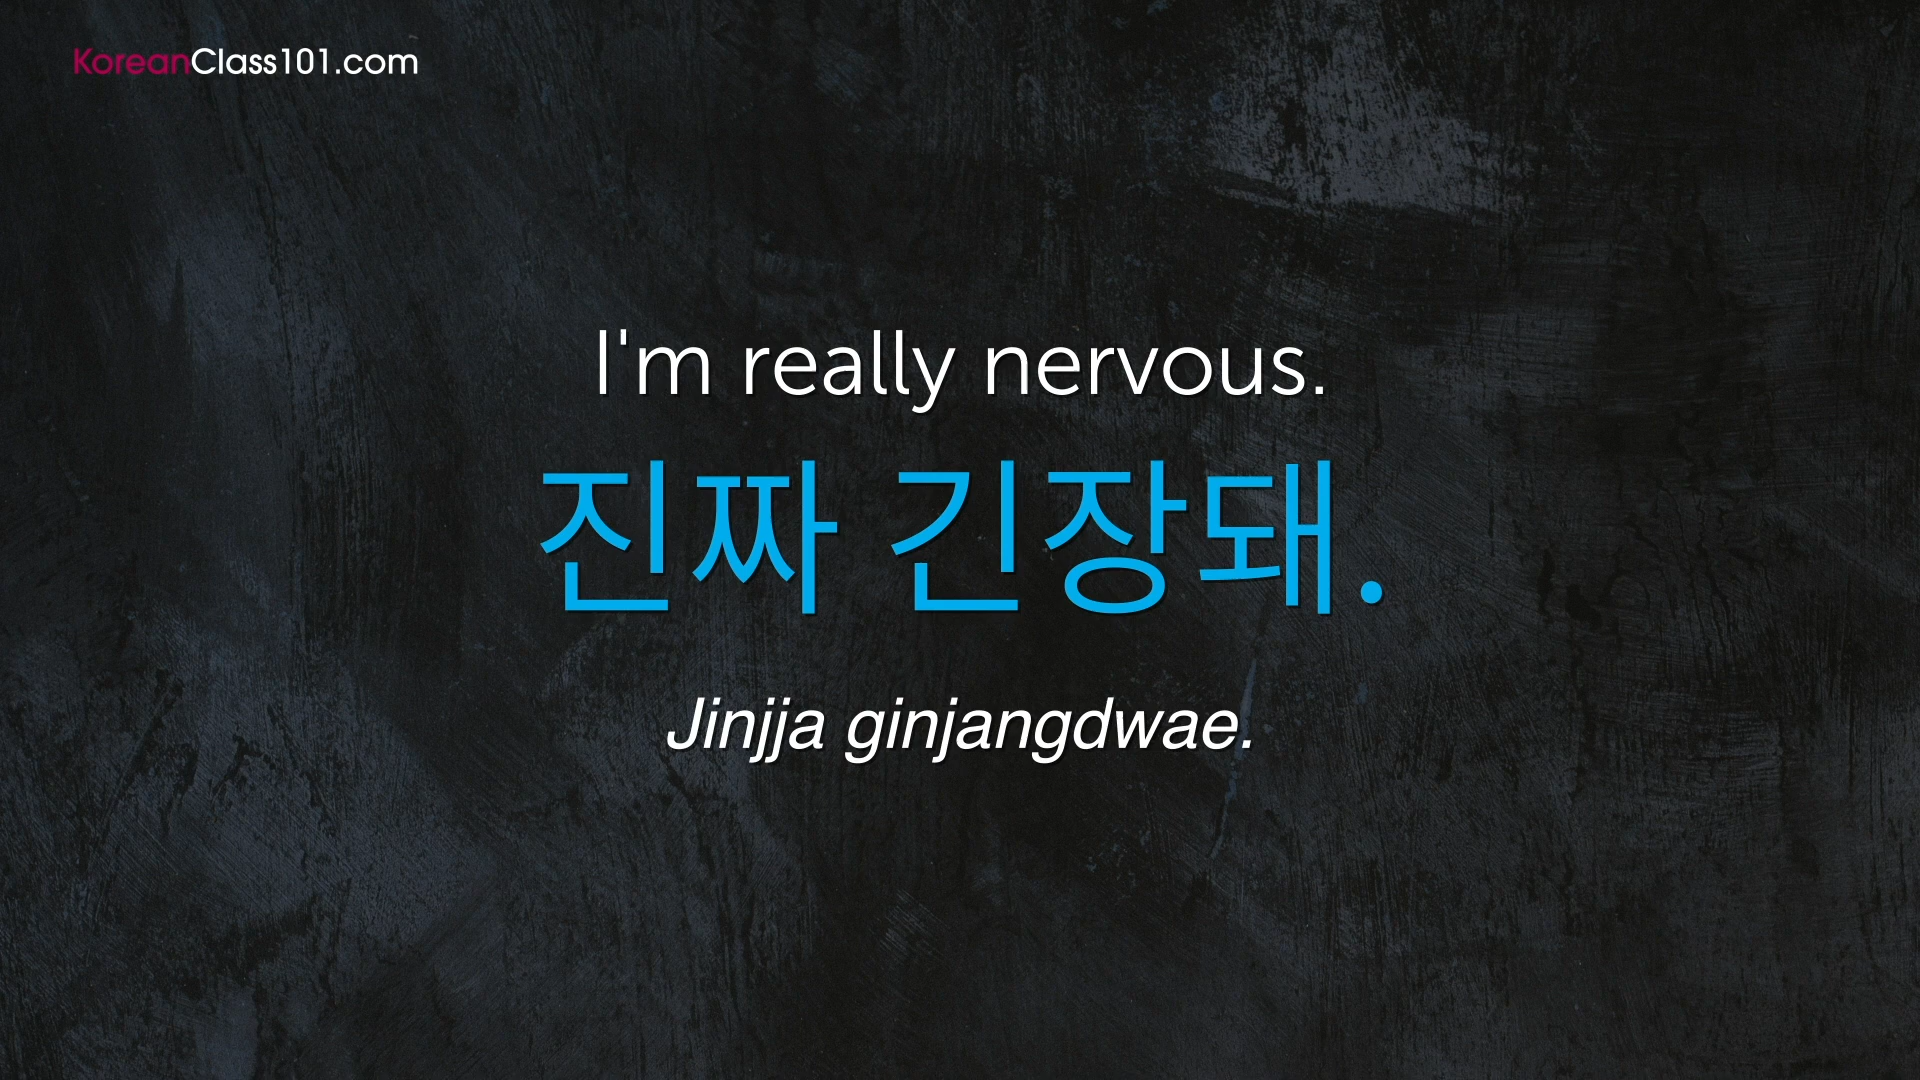 KoreanClass101.com
I'm really nervous.
진짜 긴장돼.
Jinjja ginjangdwae.